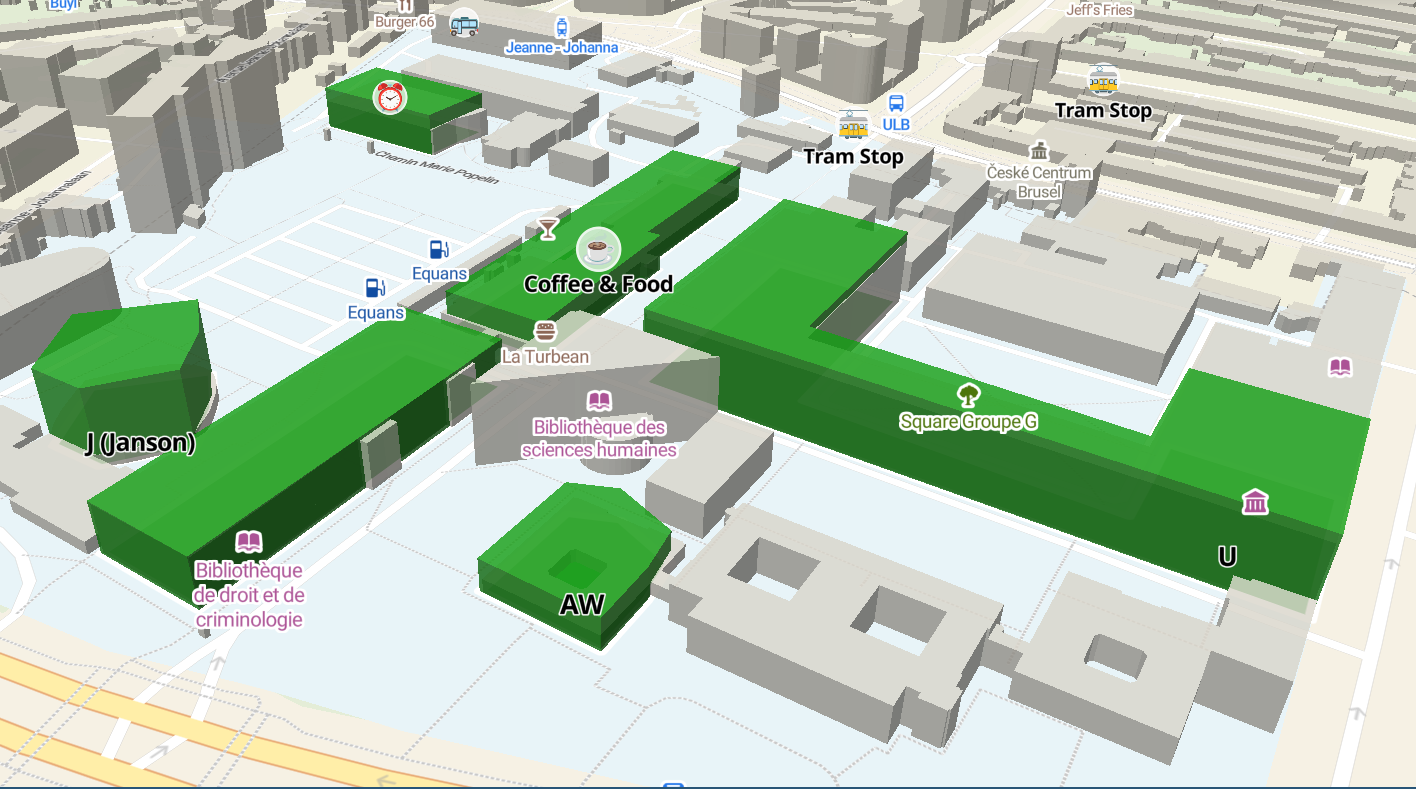 Buyl
Burger 66
Jeanne - Johanna
Jeff's Fries
Tram Stop
ULB
Tram Stop
Chemin Marie Popelin
České Centrum
Brusel
Equans
Coffee & Food
Equans
La Turbean
Bibliothèque des
sciences humaines
Square Groupe G
J (Janson)
Bibliothèque
de droit et de
criminologie
U
AW